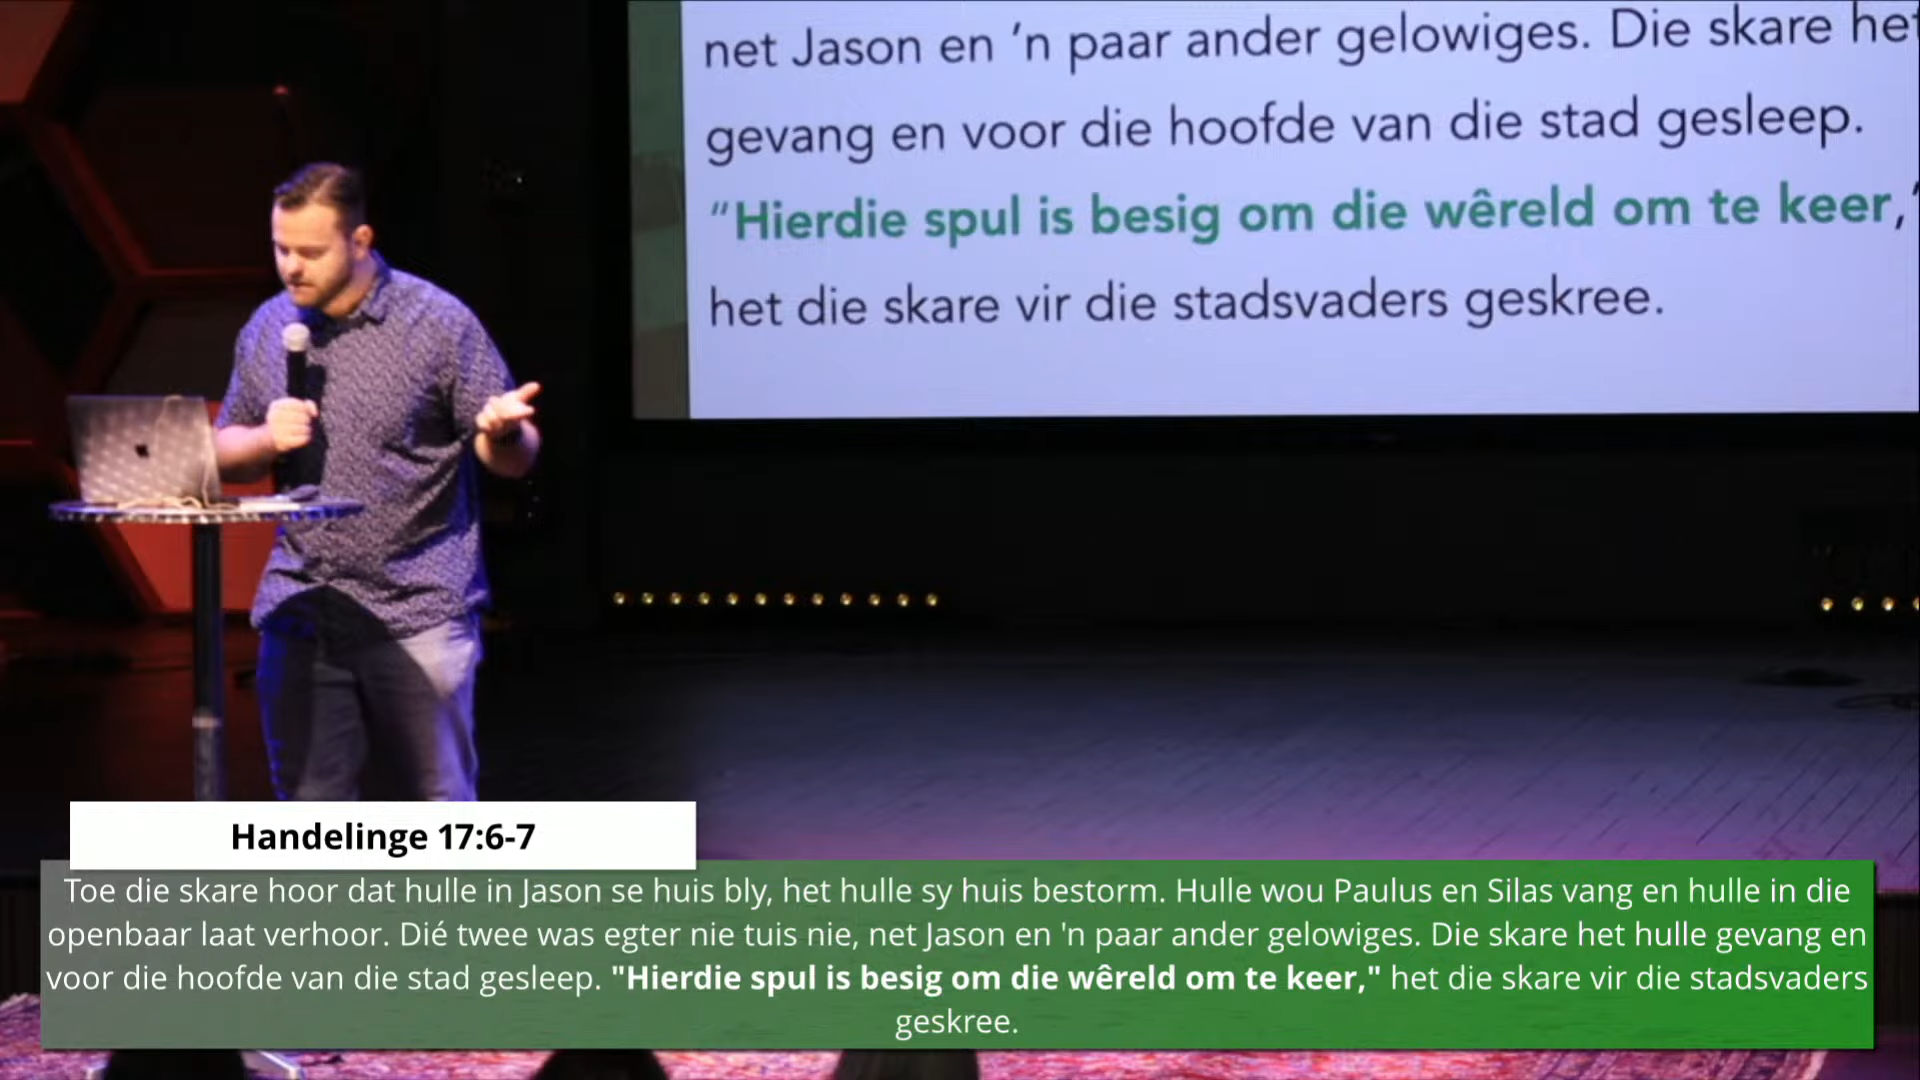 net Jason en ’n paar ander gelowiges. Die skare het
gevang en voor die hoofde van die stad gesleep.
“Hierdie spul is besig om die wêreld om te keer,”
het die skare vir die stadsvaders geskree.
Handelinge 17:6-7
Toe die skare hoor dat hulle in Jason se huis bly, het hulle sy huis bestorm. Hulle wou Paulus en Silas vang en hulle in die
openbaar laat verhoor. Dié twee was egter nie tuis nie, net Jason en 'n paar ander gelowiges. Die skare het hulle gevang en
voor die hoofde van die stad gesleep. "Hierdie spul is besig om die wêreld om te keer," het die skare vir die stadsvaders
geskree.